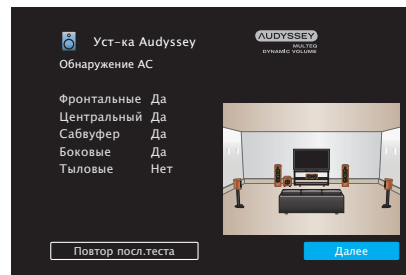 Уст-ка Audyssey
AUDYSSEY
MULTEQ
DYNAMIC VOLUME
Обнаружение АС
Фронтальные Да
Центральный Да
Сабвуфер Да
Боковые Да
Тыловые Нет
Повтор посл.теста
Далее